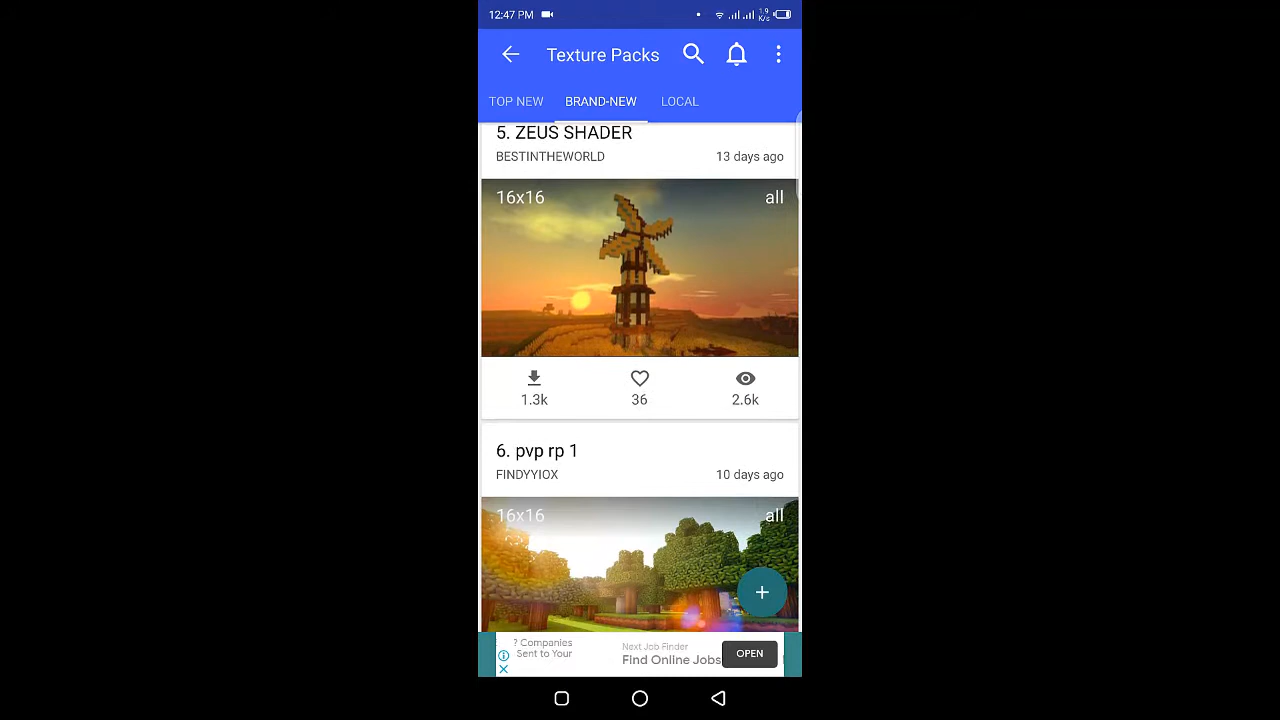 12:47 PM
1.9
K/s
Texture Packs
TOP NEW BRAND-NEW LOCAL
5. ZEUS SHADER
BESTINTHEWORLD 13 days ago
16x16 all
1.3k 36 2.6k
6. pvp rp 1
FINDYYIOX 10 days ago
16x16 all
+
? Companies
Sent to Your
Next Job Finder
Find Online Jobs
OPEN